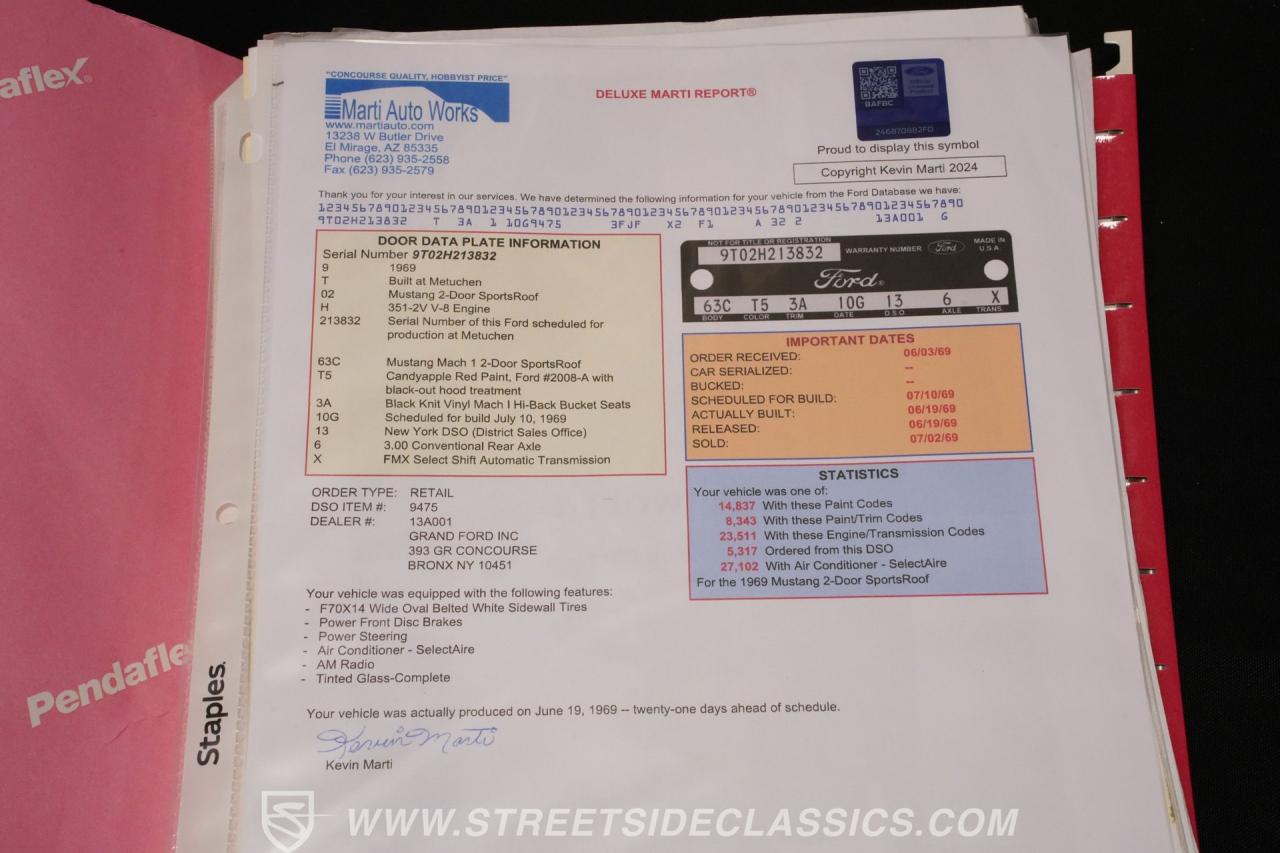 Pendaflex®
Pendaflex
Staples.
"CONCOURSE QUALITY, HOBBYIST PRICE"
Marti Auto Works
www.martiauto.com
13238 W Butler Drive
El Mirage, AZ 85335
Phone (623) 935-2558
Fax (623) 935-2579
DELUXE MARTI REPORT®
Ford
Official Licensed Product
BAFBC
246870882FD
Proud to display this symbol
Copyright Kevin Marti 2024
Thank you for your interest in our services. We have determined the following information for your vehicle from the Ford Database we have:
12345678901234567890123456789012345678901234567890123456789012345678901234567890
9T02H213832 T 3A 1 10G9475 3FJF X2 F1 A 32 2 13A001 G
DOOR DATA PLATE INFORMATION
Serial Number 9T02H213832
9 1969
T Built at Metuchen
02 Mustang 2-Door SportsRoof
H 351-2V V-8 Engine
213832 Serial Number of this Ford scheduled for
production at Metuchen
63C Mustang Mach 1 2-Door SportsRoof
T5 Candyapple Red Paint, Ford #2008-A with
black-out hood treatment
3A Black Knit Vinyl Mach I Hi-Back Bucket Seats
10G Scheduled for build July 10, 1969
13 New York DSO (District Sales Office)
6 3.00 Conventional Rear Axle
X FMX Select Shift Automatic Transmission
NOT FOR TITLE OR REGISTRATION
9T02H213832 WARRANTY NUMBER Ford MADE IN U.S.A.
Ford®
63C T5 3A 10G 13 6 X
BODY COLOR TRIM DATE D.S.O. AXLE TRANS.
IMPORTANT DATES
ORDER RECEIVED: 06/03/69
CAR SERIALIZED: --
BUCKED: --
SCHEDULED FOR BUILD: 07/10/69
ACTUALLY BUILT: 06/19/69
RELEASED: 06/19/69
SOLD: 07/02/69
STATISTICS
Your vehicle was one of:
14,837 With these Paint Codes
8,343 With these Paint/Trim Codes
23,511 With these Engine/Transmission Codes
5,317 Ordered from this DSO
27,102 With Air Conditioner - SelectAire
For the 1969 Mustang 2-Door SportsRoof
ORDER TYPE: RETAIL
DSO ITEM #: 9475
DEALER #: 13A001
GRAND FORD INC
393 GR CONCOURSE
BRONX NY 10451
Your vehicle was equipped with the following features:
- F70X14 Wide Oval Belted White Sidewall Tires
- Power Front Disc Brakes
- Power Steering
- Air Conditioner - SelectAire
- AM Radio
- Tinted Glass-Complete
Your vehicle was actually produced on June 19, 1969 -- twenty-one days ahead of schedule.
Kevin Marti
Kevin Marti
WWW.STREETSIDECLASSICS.COM